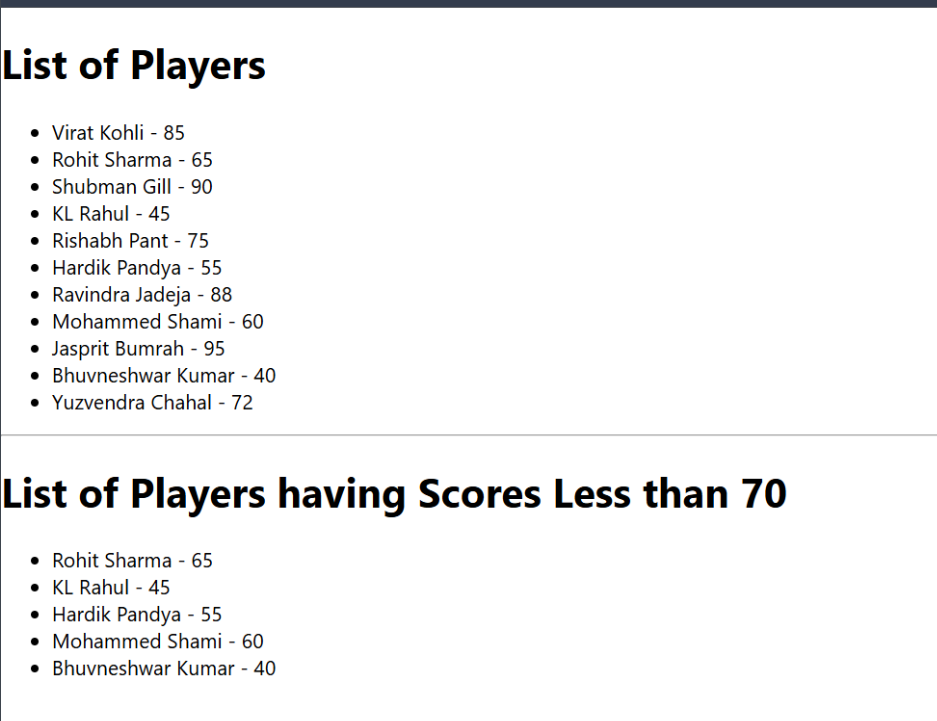 List of Players
• Virat Kohli - 85
• Rohit Sharma - 65
• Shubman Gill - 90
• KL Rahul - 45
• Rishabh Pant - 75
• Hardik Pandya - 55
• Ravindra Jadeja - 88
• Mohammed Shami - 60
• Jasprit Bumrah - 95
• Bhuvneshwar Kumar - 40
• Yuzvendra Chahal - 72
List of Players having Scores Less than 70
• Rohit Sharma - 65
• KL Rahul - 45
• Hardik Pandya - 55
• Mohammed Shami - 60
• Bhuvneshwar Kumar - 40